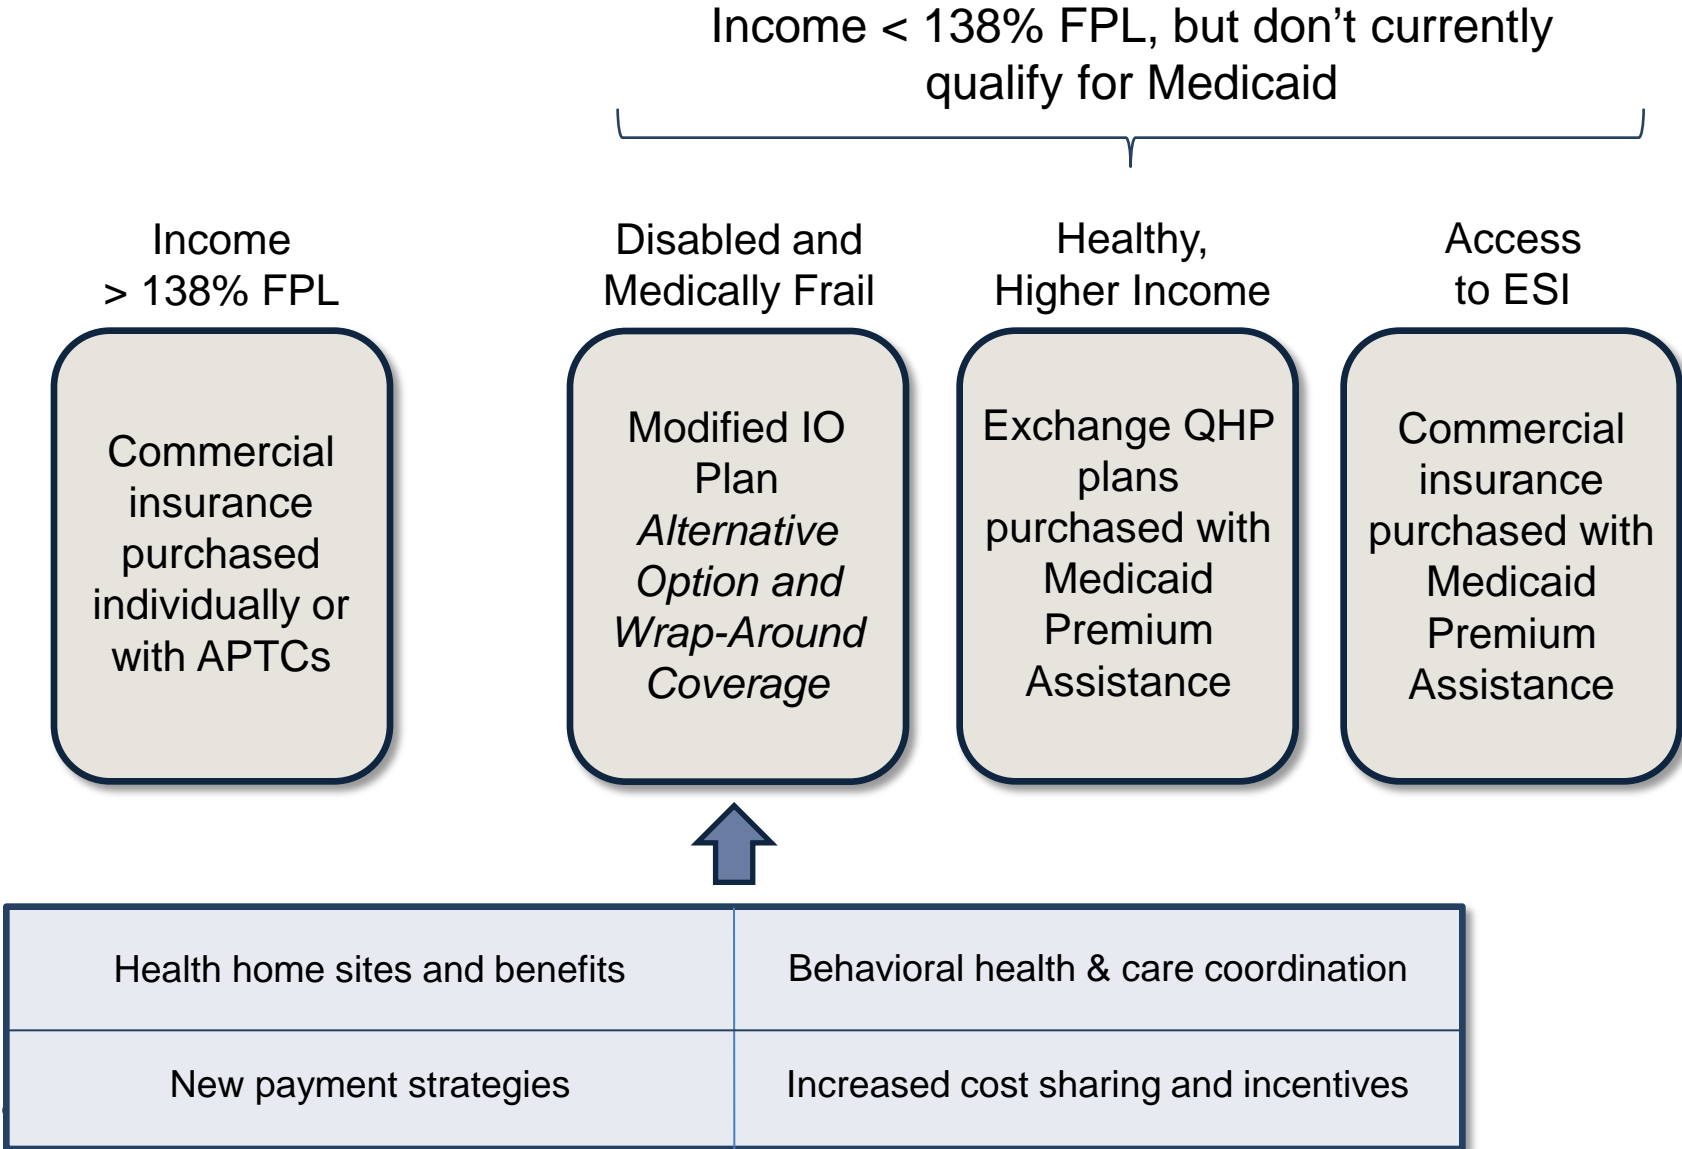 Income < 138% FPL, but don't currently
qualify for Medicaid
Income
> 138% FPL
Commercial
insurance
purchased
individually or
with APTCs
Disabled and
Medically Frail
Modified IO
Plan
Alternative
Option and
Wrap-Around
Coverage
Healthy,
Higher Income
Exchange QHP
plans
purchased with
Medicaid
Premium
Assistance
Access
to ESI
Commercial
insurance
purchased with
Medicaid
Premium
Assistance
Health home sites and benefits
Behavioral health & care coordination
New payment strategies
Increased cost sharing and incentives